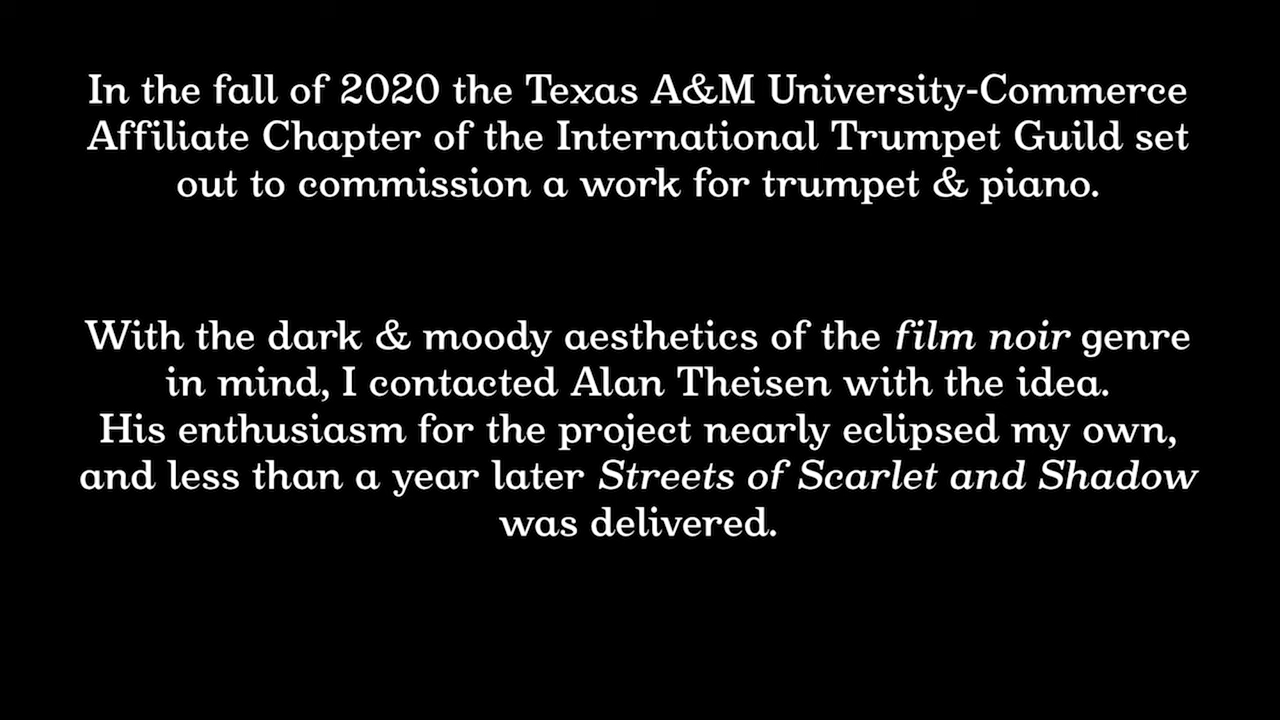 In the fall of 2020 the Texas A&M University-Commerce
Affiliate Chapter of the International Trumpet Guild set
out to commission a work for trumpet & piano.
With the dark & moody aesthetics of the film noir genre
in mind, I contacted Alan Theisen with the idea.
His enthusiasm for the project nearly eclipsed my own,
and less than a year later Streets of Scarlet and Shadow
was delivered.